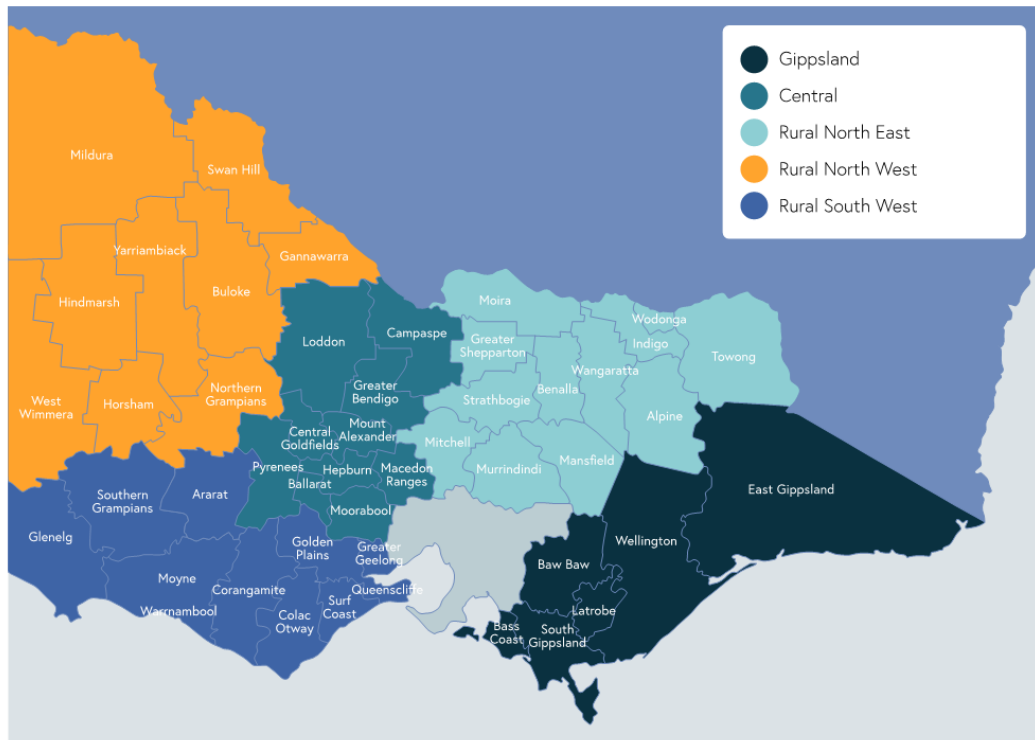 Gippsland
Central
Rural North East
Rural North West
Rural South West
Mildura
Swan Hill
Yarriambiack
Gannawarra
Hindmarsh
Buloke
West
Wimmera
Horsham
Northern
Grampians
Loddon
Campaspe
Greater
Bendigo
Central
Goldfields
Mount
Alexander
Pyrenees
Hepburn
Ballarat
Macedon
Ranges
Moorabool
Moira
Greater
Shepparton
Strathbogie
Benalla
Wangaratta
Wodonga
Indigo
Towong
Alpine
Mitchell
Murrindindi
Mansfield
Southern
Grampians
Ararat
Glenelg
Moyne
Warrnambool
Corangamite
Golden
Plains
Greater
Geelong
Colac
Otway
Surf
Coast
Queenscliffe
East Gippsland
Wellington
Baw Baw
Latrobe
Bass
Coast
South
Gippsland